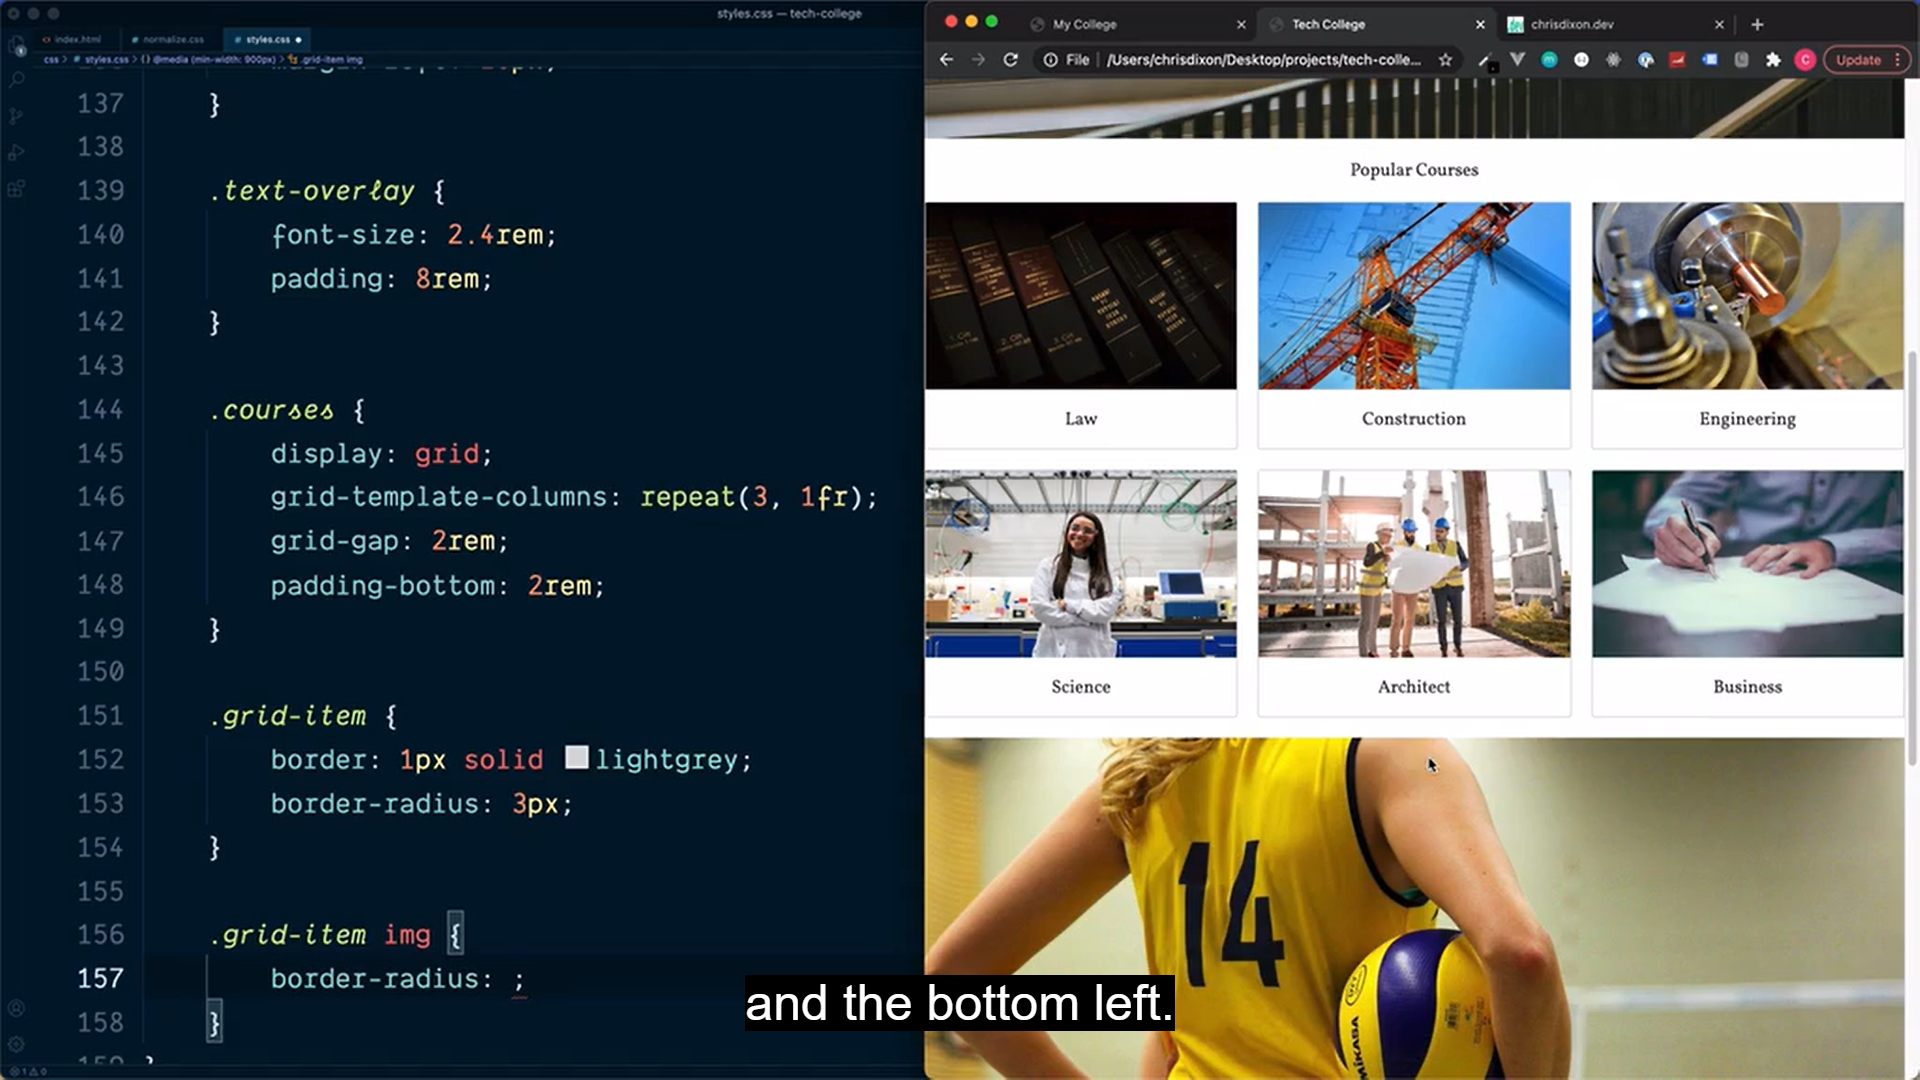 styles.css — tech-college
index.html
normalize.css
styles.css
css > styles.css > {} @media (min-width: 900px) > .grid-item img
137 }
138
139 .text-overlay {
140 font-size: 2.4rem;
141 padding: 8rem;
142 }
143
144 .courses {
145 display: grid;
146 grid-template-columns: repeat(3, 1fr);
147 grid-gap: 2rem;
148 padding-bottom: 2rem;
149 }
150
151 .grid-item {
152 border: 1px solid lightgrey;
153 border-radius: 3px;
154 }
155
156 .grid-item img {
157 border-radius: ;
158 }
My College
Tech College
chrisdixon.dev
File
/Users/chrisdixon/Desktop/projects/tech-colle...
C
Update
Popular Courses
Law
Construction
Engineering
Science
Architect
Business
14
MIKASA
and the bottom left.